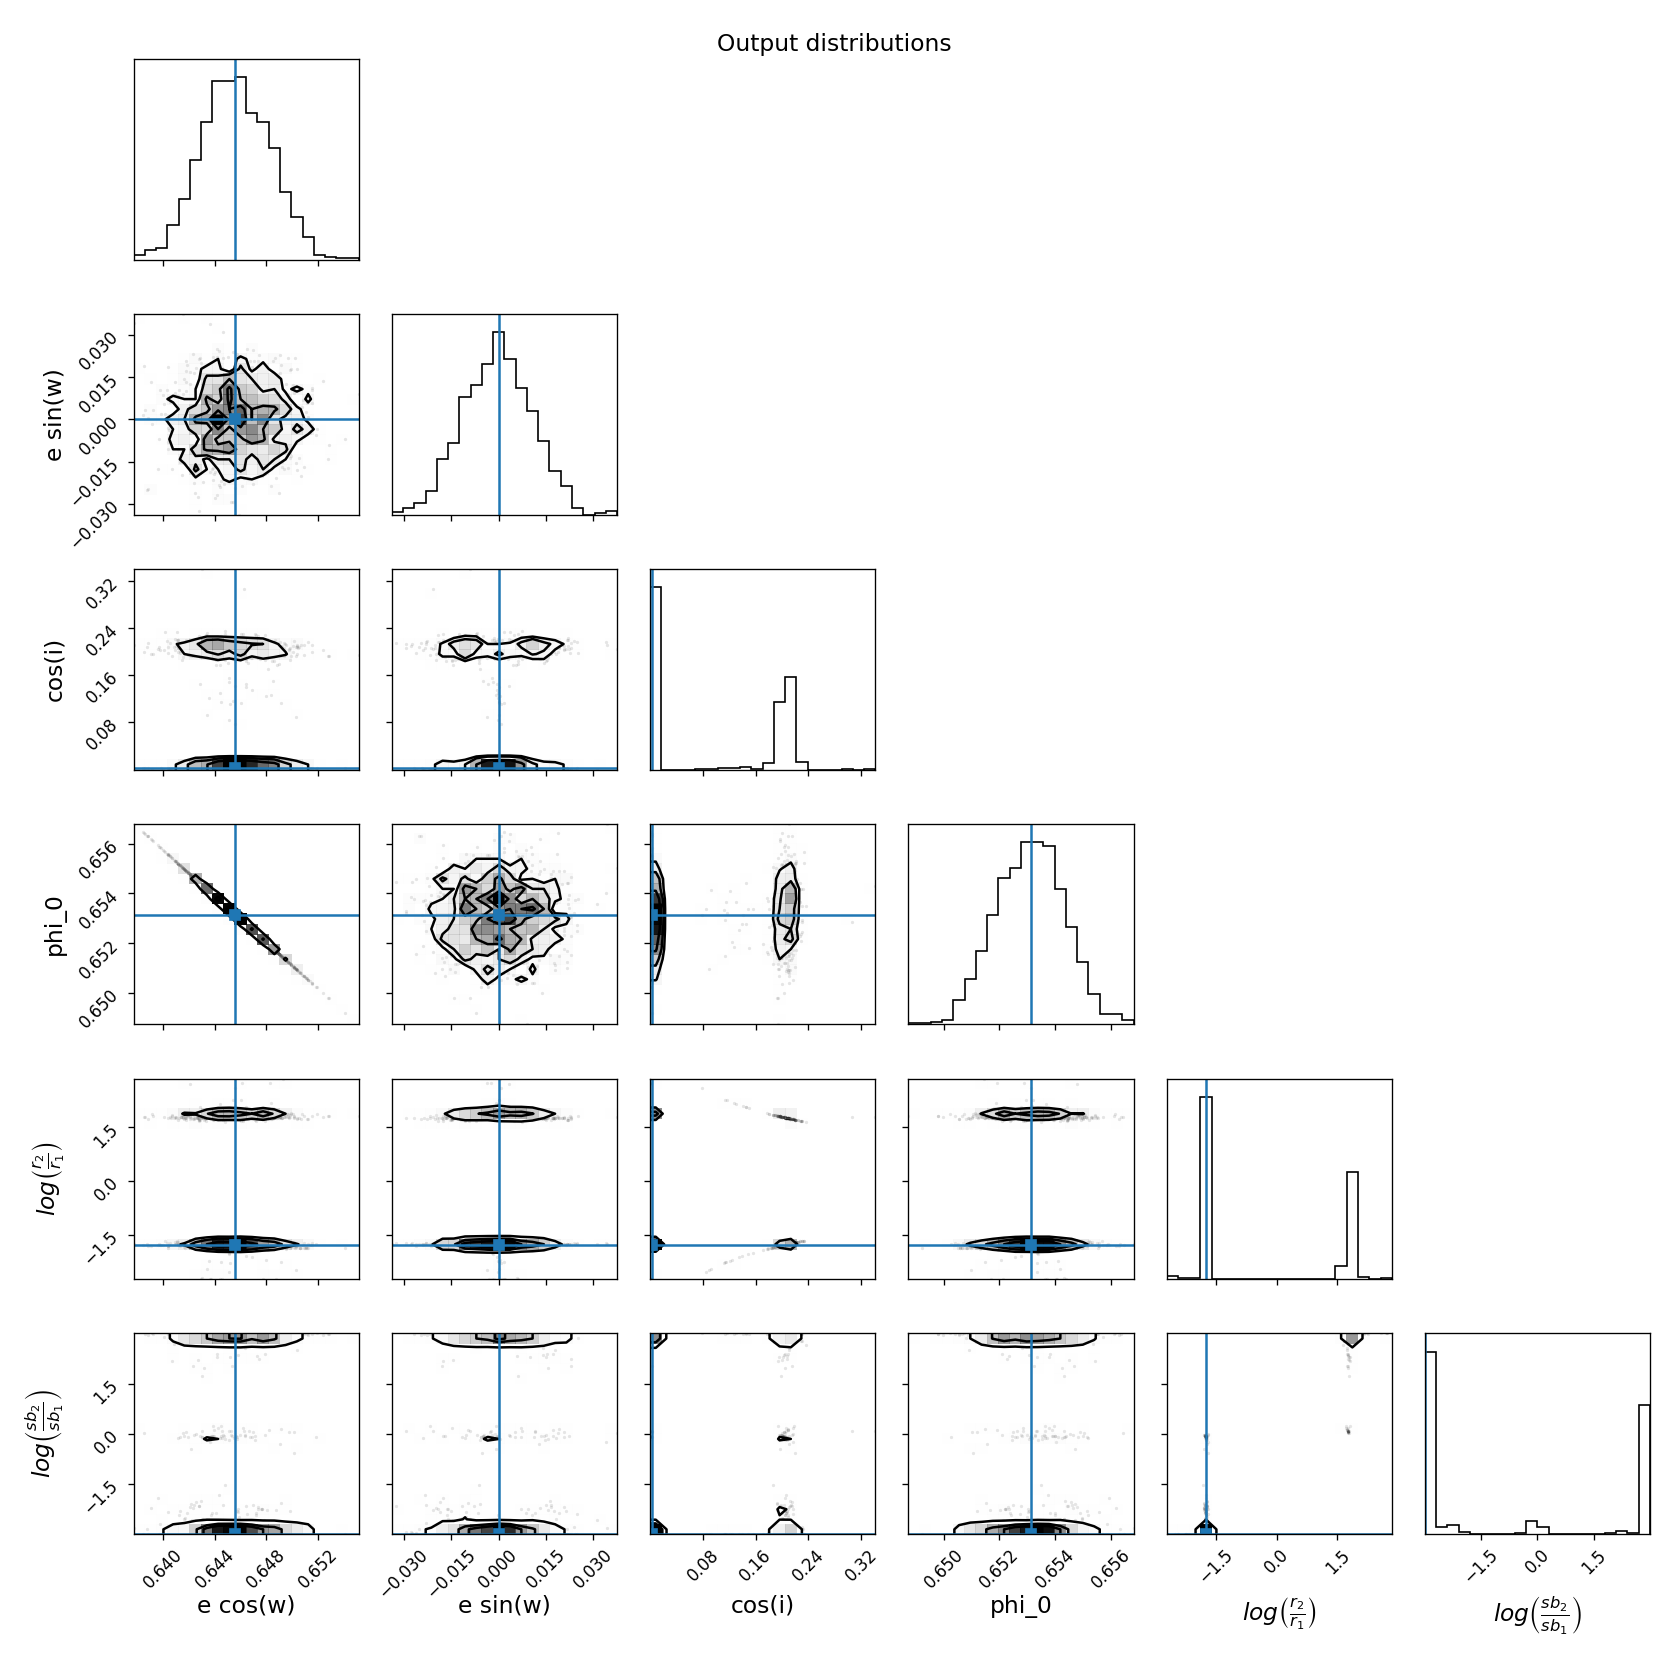 Output distributions
e sin(w)
0.030
0.015
0.000
−0.015
−0.030
cos(i)
0.32
0.24
0.16
0.08
phi_0
0.656
0.654
0.652
0.650
log(r₂/r₁)
1.5
0.0
−1.5
log(sb₂/sb₁)
1.5
0.0
−1.5
0.640 0.644 0.648 0.652
−0.030 −0.015 0.000 0.015 0.030
0.08 0.16 0.24 0.32
0.650 0.652 0.654 0.656
−1.5 0.0 1.5
−1.5 0.0 1.5
e cos(w)
e sin(w)
cos(i)
phi_0
log(r₂/r₁)
log(sb₂/sb₁)